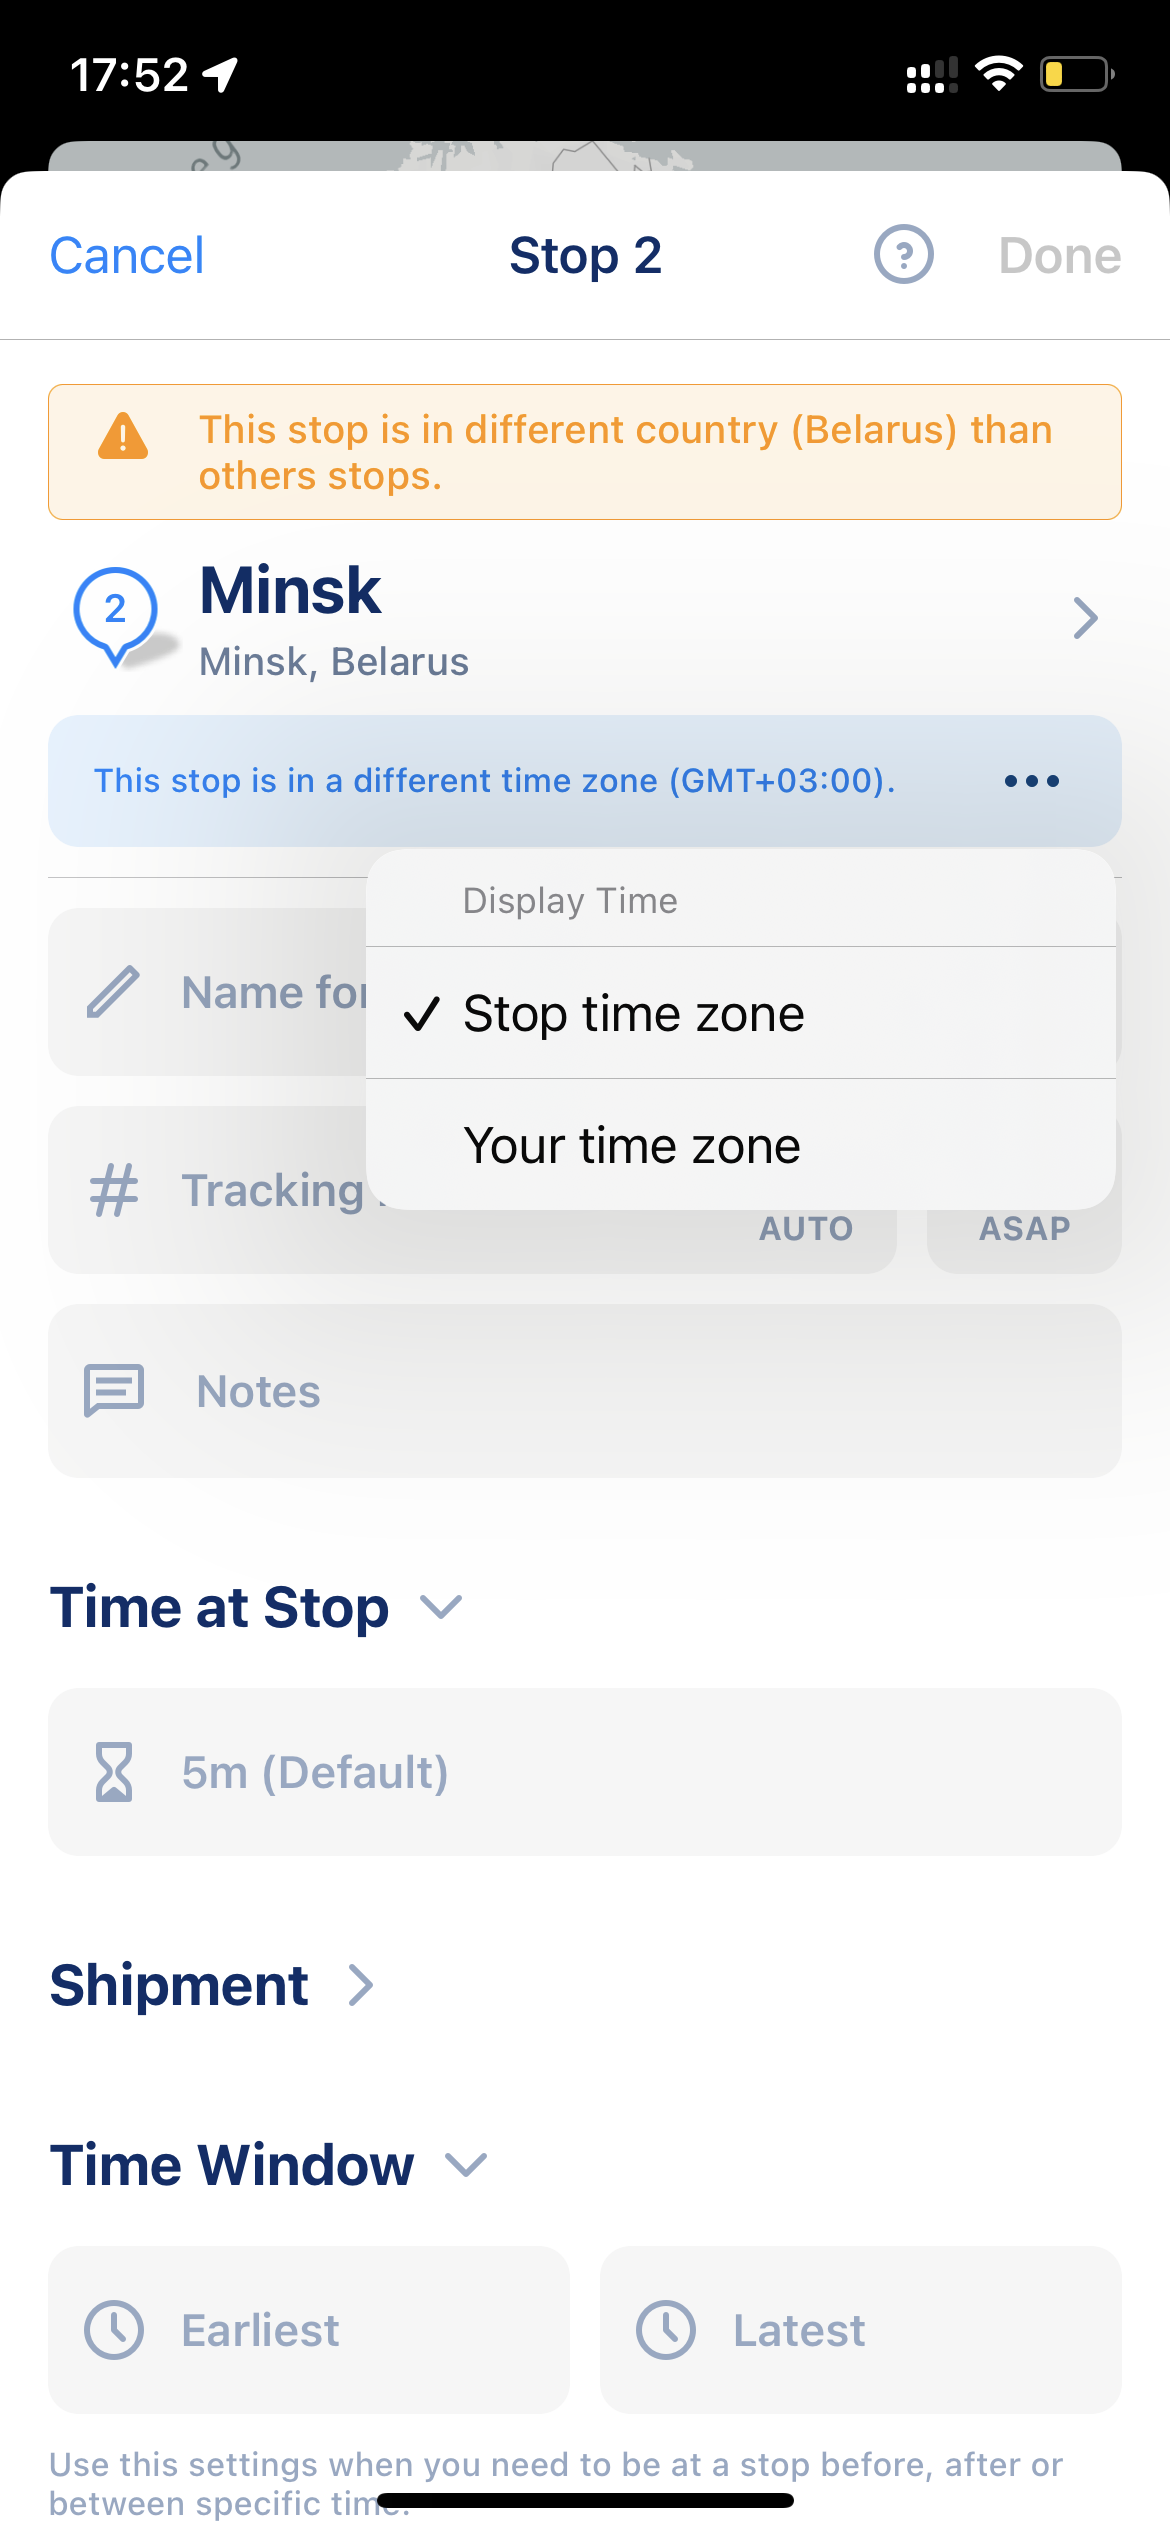 17:52
e g
Cancel
Stop 2
Done
This stop is in different country (Belarus) than
others stops.
2
Minsk
Minsk, Belarus
This stop is in a different time zone (GMT+03:00).
Display Time
Name for
Stop time zone
Your time zone
Tracking
AUTO
ASAP
Notes
Time at Stop
5m (Default)
Shipment
Time Window
Earliest
Latest
Use this settings when you need to be at a stop before, after or
between specific time.